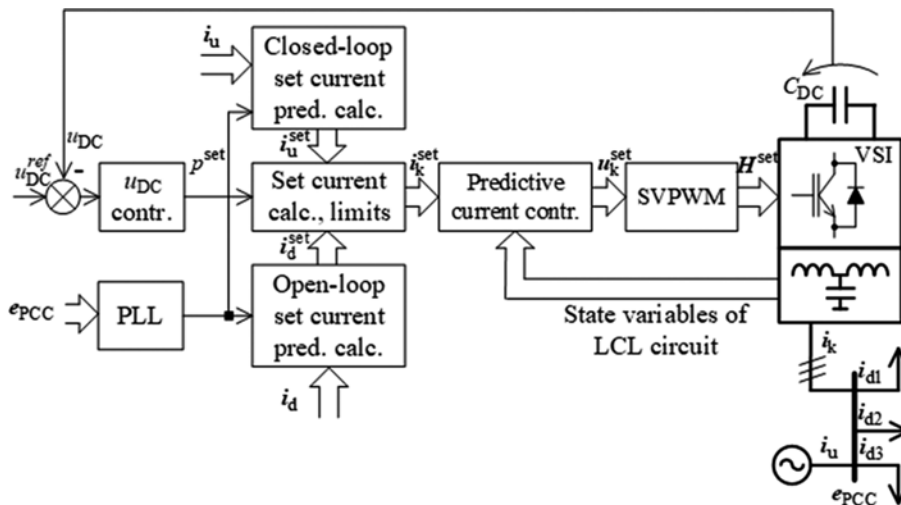 i_u
Closed-loop
set current
pred. calc.
C_DC
VSI
u_DC
u_DC^ref
-
u_DC
contr.
p^set
i_u^set
Set current
calc., limits
i_d^set
i_k^set
Predictive
current contr.
u_k^set
SVPWM
H^set
e_PCC
PLL
Open-loop
set current
pred. calc.
i_d
State variables of
LCL circuit
i_k
i_d1
i_d2
i_d3
i_u
e_PCC